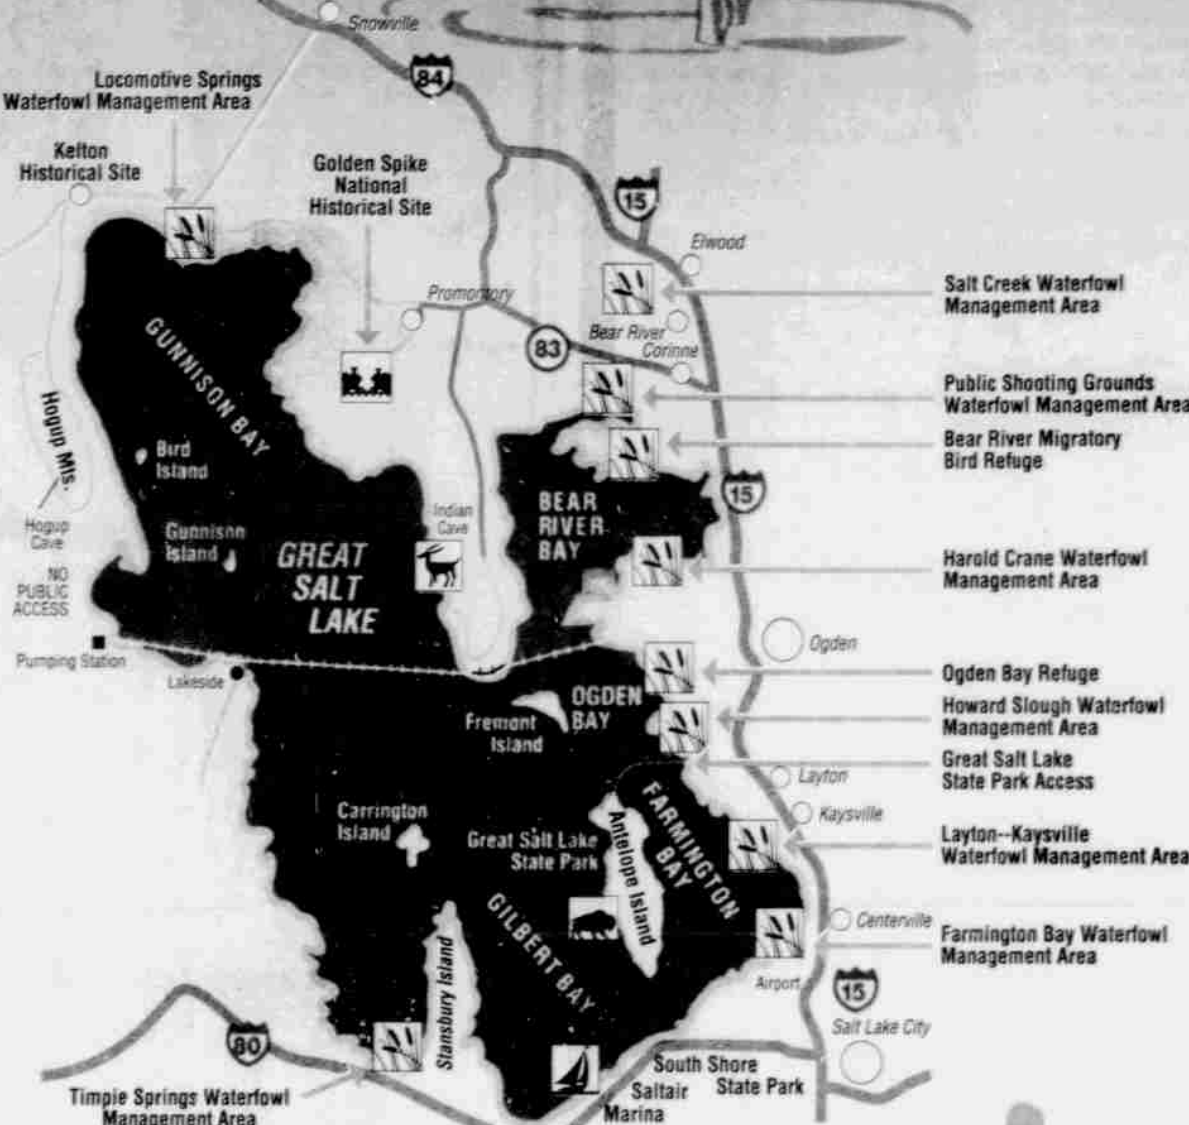 Snowville
84
Locomotive Springs
Waterfowl Management Area
Kelton
Historical Site
Golden Spike
National
Historical Site
15
Elwood
Salt Creek Waterfowl
Management Area
Promontory
Bear River
83
Corinne
Public Shooting Grounds
Waterfowl Management Area
Bear River Migratory
Bird Refuge
GUNNISON BAY
Hogup Mts.
Bird
Island
15
BEAR
RIVER
BAY
Indian
Cave
Hogup
Cave
Gunnison
Island
GREAT
SALT
LAKE
NO
PUBLIC
ACCESS
Harold Crane Waterfowl
Management Area
Pumping Station
Lakeside
Ogden
Ogden Bay Refuge
OGDEN
BAY
Fremont
Island
Howard Slough Waterfowl
Management Area
Great Salt Lake
State Park Access
Layton
Kaysville
Carrington
Island
Great Salt Lake
State Park
Antelope Island
FARMINGTON
BAY
Layton--Kaysville
Waterfowl Management Area
GILBERT BAY
Stansbury Island
Centerville
Farmington Bay Waterfowl
Management Area
Airport
15
Salt Lake City
80
South Shore
State Park
Saltair
Marina
Timpie Springs Waterfowl
Management Area